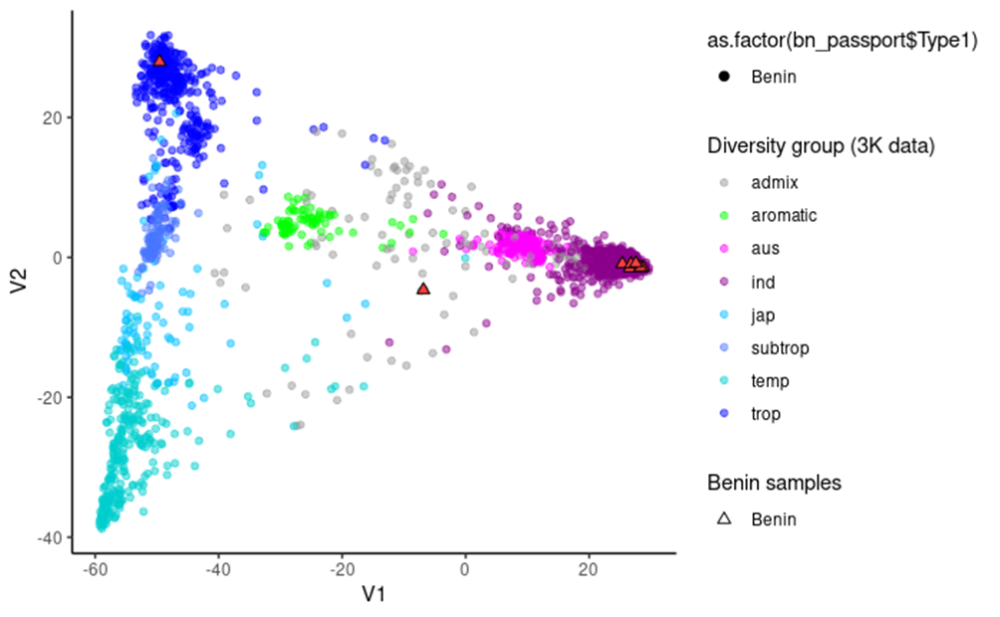 20
0
-20
-40
V2
-60
-40
-20
0
20
V1
as.factor(bn_passport$Type1)
Benin
Diversity group (3K data)
admix
aromatic
aus
ind
jap
subtrop
temp
trop
Benin samples
Benin